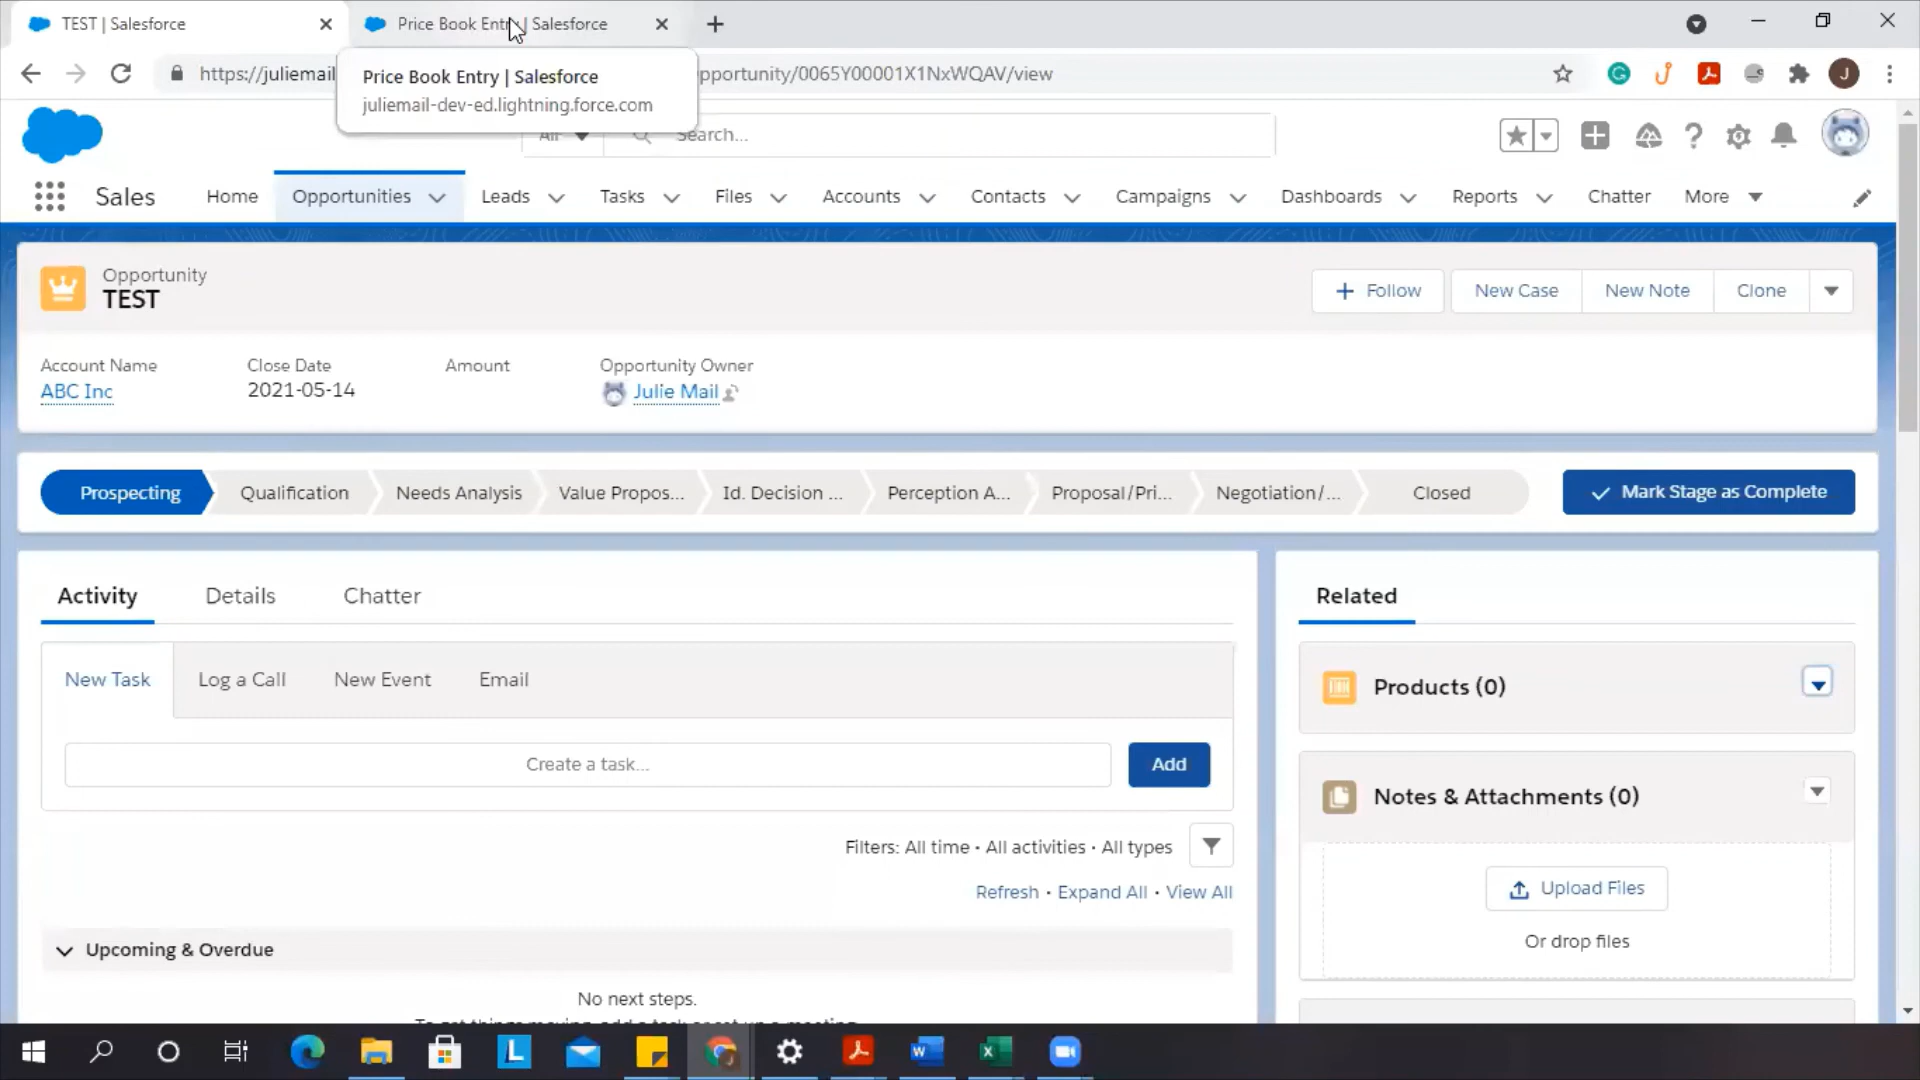 TEST | Salesforce
Price Book Entry | Salesforce
https://juliemail
pportunity/0065Y00001X1NxWQAV/view
J
Price Book Entry | Salesforce
juliemail-dev-ed.lightning.force.com
All
Search...
Sales
Home
Opportunities
Leads
Tasks
Files
Accounts
Contacts
Campaigns
Dashboards
Reports
Chatter
More
Opportunity
TEST
+ Follow
New Case
New Note
Clone
Account Name
Close Date
Amount
Opportunity Owner
ABC Inc
2021-05-14
Julie Mail
Prospecting
Qualification
Needs Analysis
Value Propos...
Id. Decision ...
Perception A...
Proposal/Pri...
Negotiation/...
Closed
Mark Stage as Complete
Activity
Details
Chatter
Related
New Task
Log a Call
New Event
Email
Products (0)
Create a task...
Add
Notes & Attachments (0)
Filters: All time • All activities • All types
Refresh • Expand All • View All
Upload Files
Or drop files
Upcoming & Overdue
No next steps.